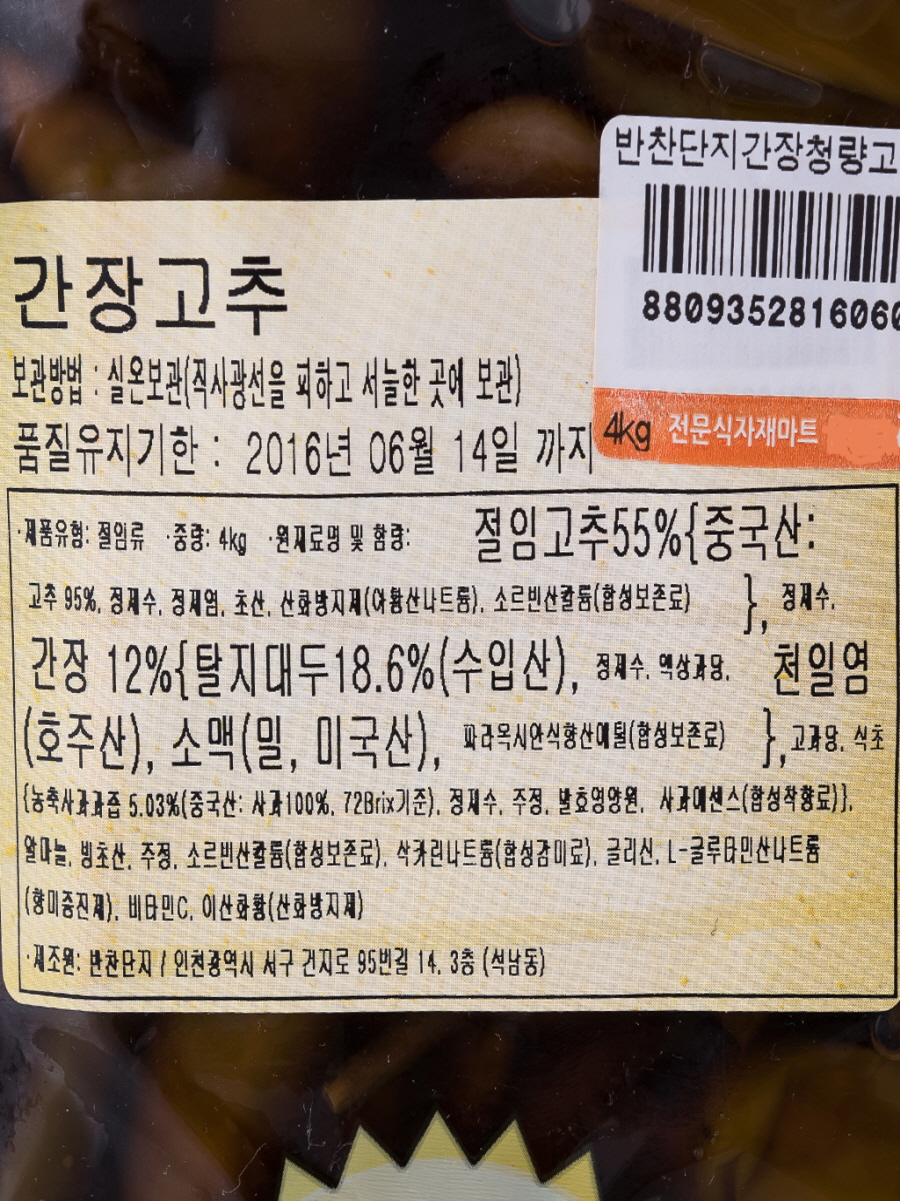 반찬단지간장청량고
8809352816060
4kg 전문식자재마트
간장고추
보관방법 : 실온보관(직사광선을 피하고 서늘한 곳에 보관)
품질유지기한 : 2016년 06월 14일 까지
·제품유형: 절임류 ·중량: 4kg ·원재료명 및 함량: 절임고추55%{중국산:
고추 95%, 정제수, 정제염, 초산, 산화방지제(아황산나트륨), 소르빈산칼륨(합성보존료) }, 정제수,
간장 12%{탈지대두18.6%(수입산), 정제수, 액상과당, 천일염
(호주산), 소맥(밀, 미국산), 파라옥시안식향산에틸(합성보존료) },고과당, 식초
{농축사과과즙 5.03%(중국산: 사과100%, 72Brix기준), 정제수, 주정, 발효영양원, 사과에센스(합성착향료)},
알마늘, 빙초산, 주정, 소르빈산칼륨(합성보존료), 삭카린나트륨(합성감미료), 글리신, L-글루타민산나트륨
(향미증진제), 비타민C, 이산화황(산화방지제)
·제조원: 반찬단지 / 인천광역시 서구 건지로 95번길 14, 3층 (석남동)